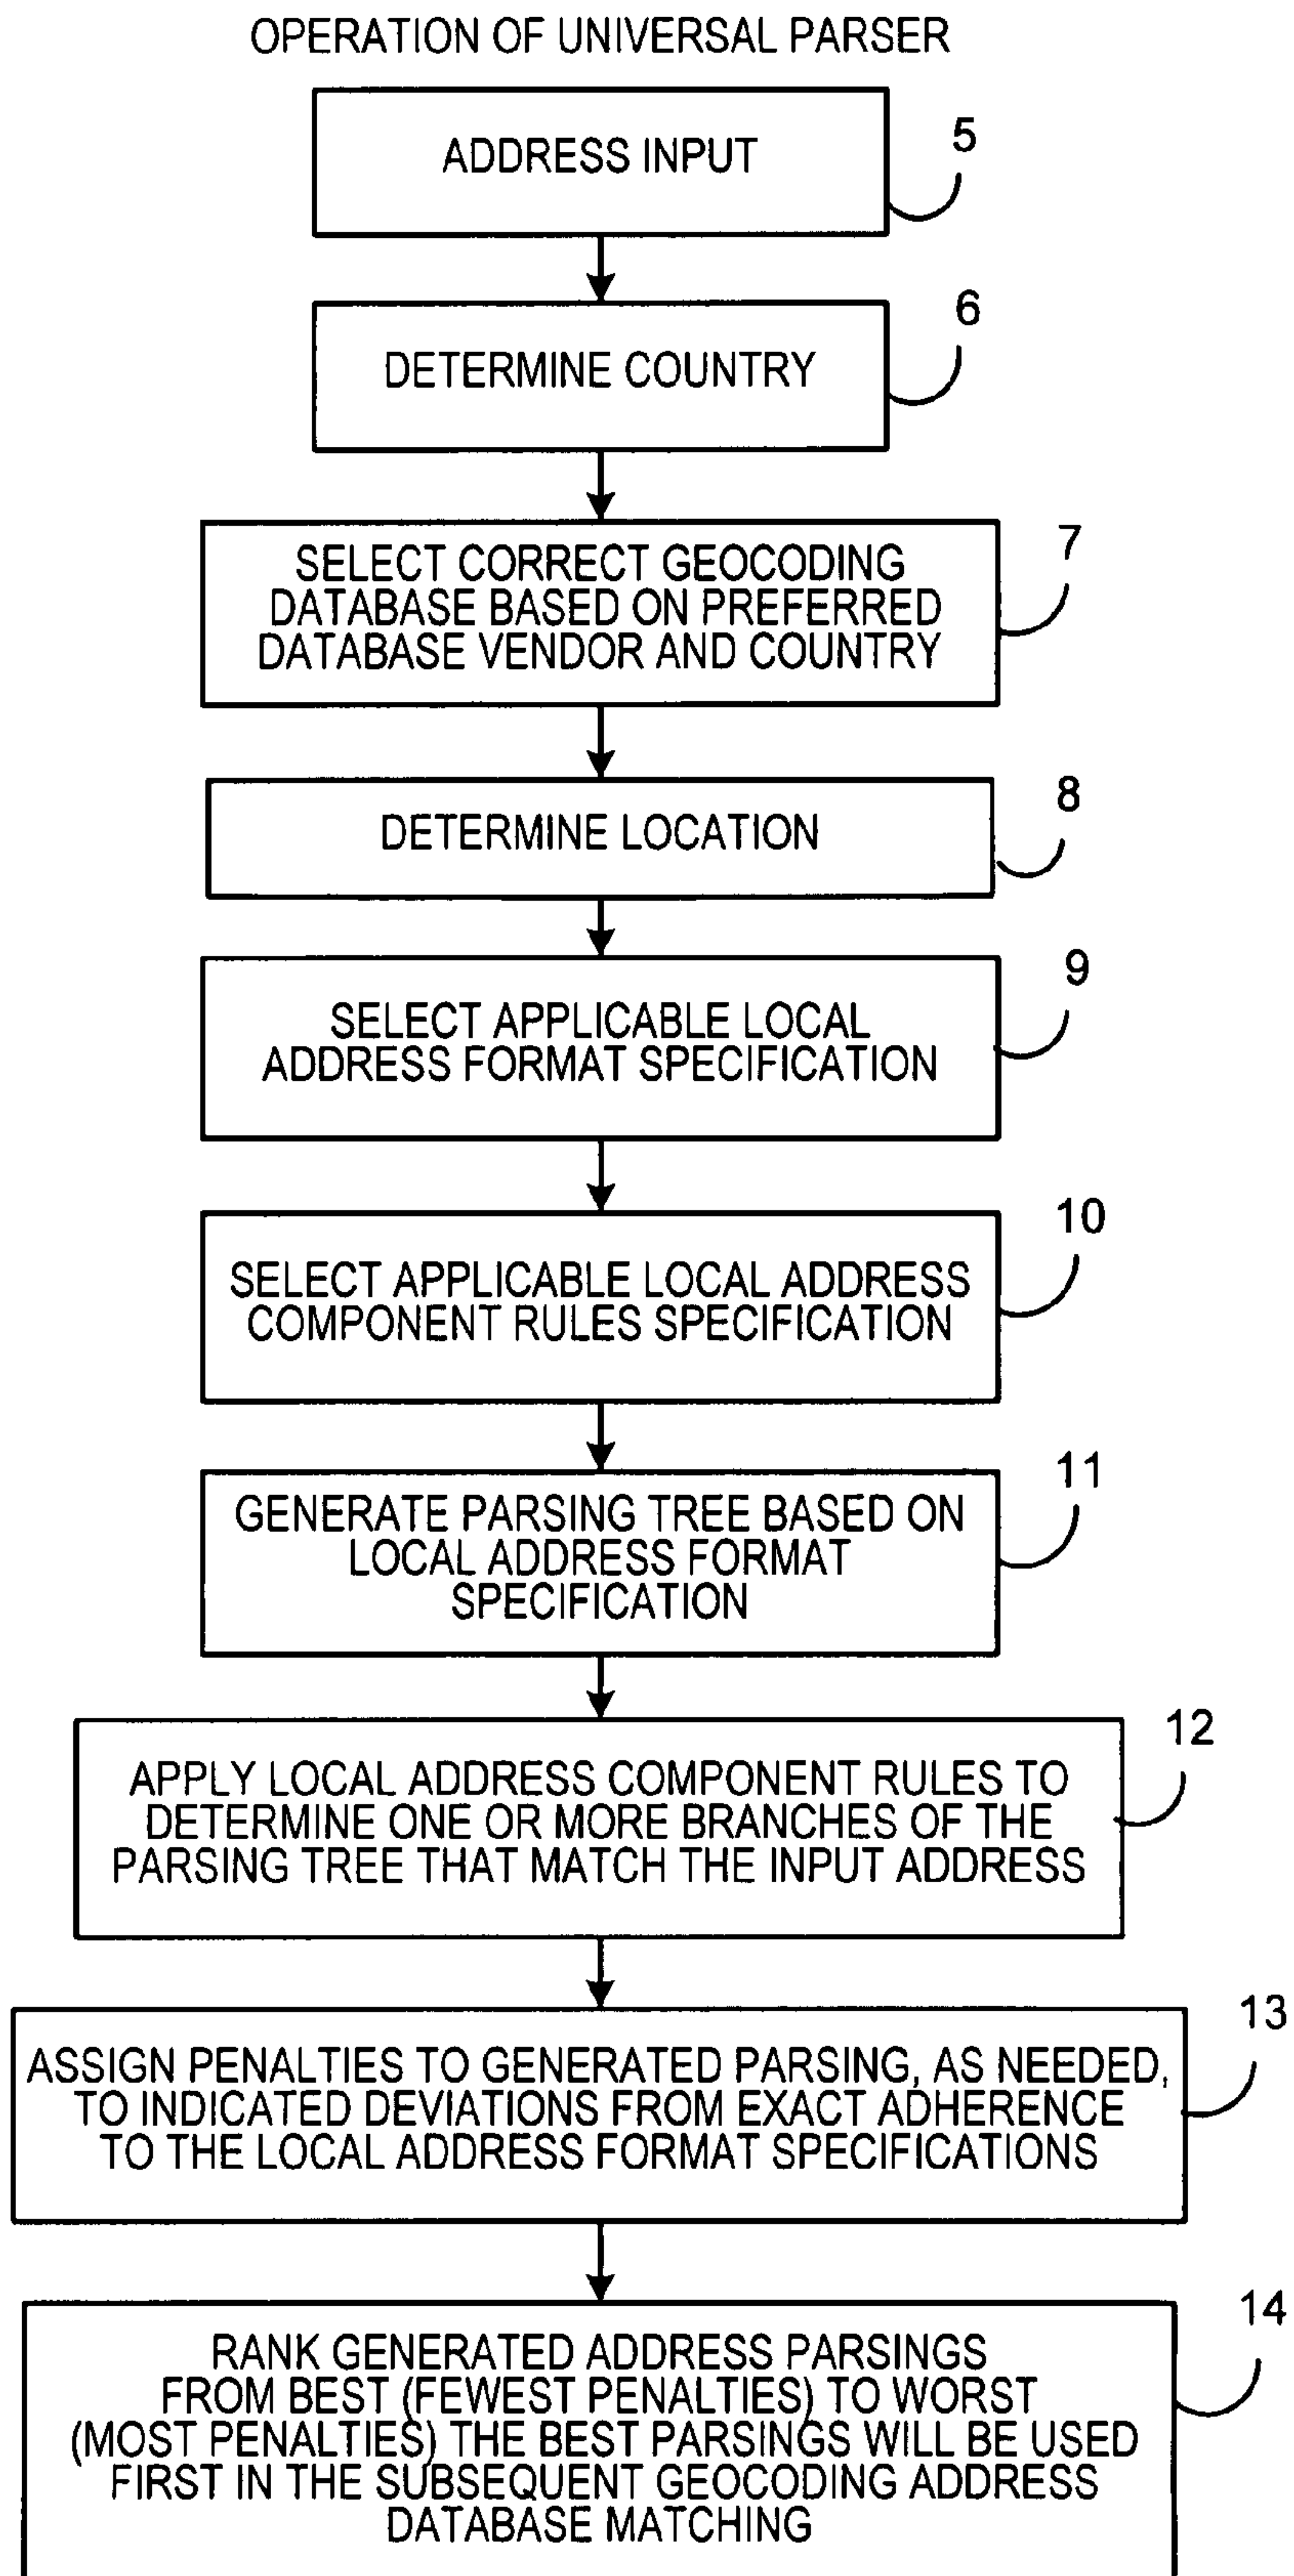 OPERATION OF UNIVERSAL PARSER
ADDRESS INPUT
5
DETERMINE COUNTRY
6
SELECT CORRECT GEOCODING
DATABASE BASED ON PREFERRED
DATABASE VENDOR AND COUNTRY
7
DETERMINE LOCATION
8
SELECT APPLICABLE LOCAL
ADDRESS FORMAT SPECIFICATION
9
SELECT APPLICABLE LOCAL ADDRESS
COMPONENT RULES SPECIFICATION
10
GENERATE PARSING TREE BASED ON
LOCAL ADDRESS FORMAT
SPECIFICATION
11
APPLY LOCAL ADDRESS COMPONENT RULES TO
DETERMINE ONE OR MORE BRANCHES OF THE
PARSING TREE THAT MATCH THE INPUT ADDRESS
12
ASSIGN PENALTIES TO GENERATED PARSING, AS NEEDED,
TO INDICATED DEVIATIONS FROM EXACT ADHERENCE
TO THE LOCAL ADDRESS FORMAT SPECIFICATIONS
13
RANK GENERATED ADDRESS PARSINGS
FROM BEST (FEWEST PENALTIES) TO WORST
(MOST PENALTIES) THE BEST PARSINGS WILL BE USED
FIRST IN THE SUBSEQUENT GEOCODING ADDRESS
DATABASE MATCHING
14